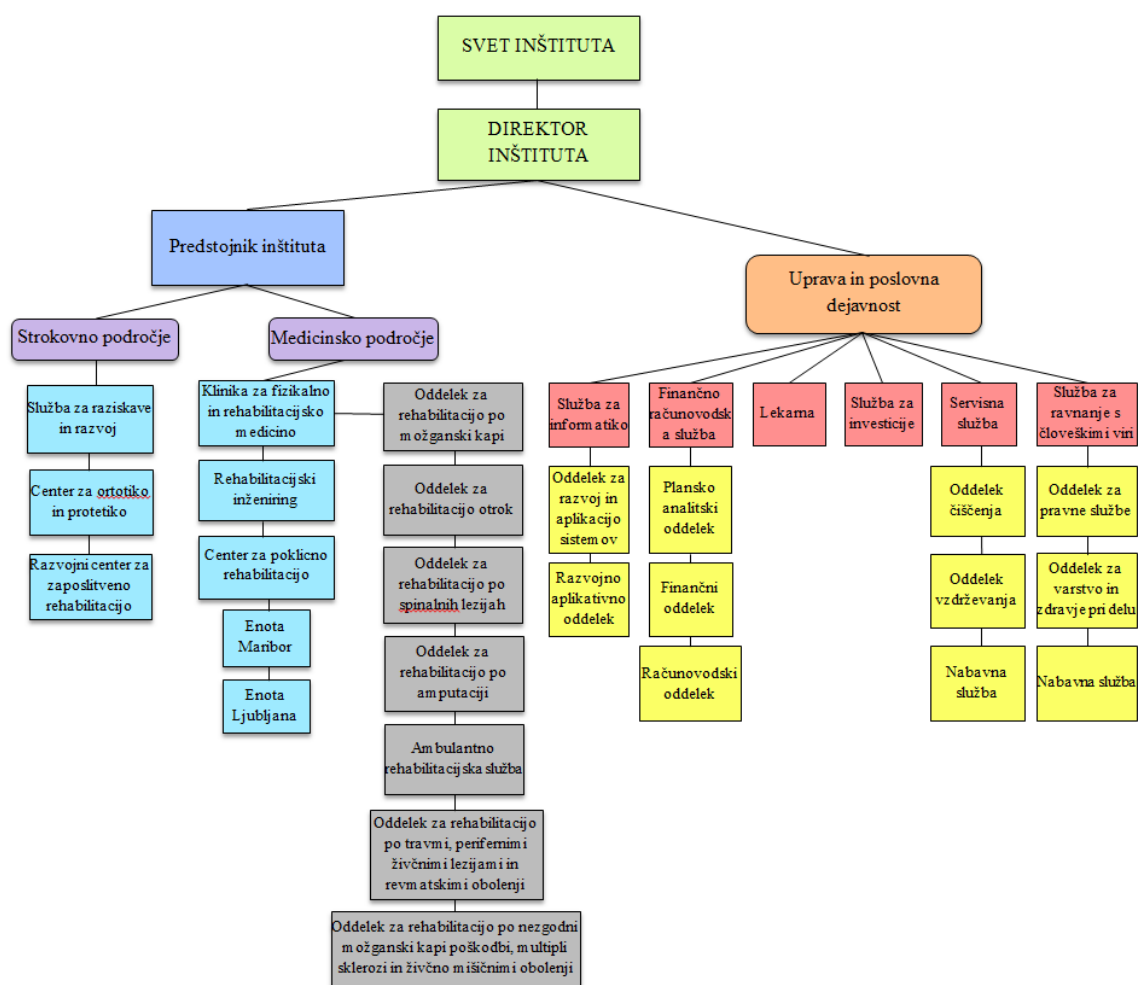 SVET INŠTITUTA
DIREKTOR
INŠTITUTA
Predstojnik inštituta
Uprava in poslovna
dejavnost
Strokovno področje
Medicinsko področje
Služba za raziskave
in razvoj
Center za ortotiko
in protetiko
Razvojni center za
zaposlitveno
rehabilitacijo
Klinika za fizikalno
in rehabilitacijsko
medicino
Rehabilitacijski
inženiring
Center za poklicno
rehabilitacijo
Enota
Maribor
Enota
Ljubljana
Oddelek za
rehabilitacijo po
možganski kapi
Oddelek za
rehabilitacijo otrok
Oddelek za
rehabilitacijo po
spinalnih lezijah
Oddelek za
rehabilitacijo po
amputaciji
Ambulantno
rehabilitacijska služba
Oddelek za rehabilitacijo
po travmi, perifernimi
živčnimi lezijami in
revmatskimi obolenji
Oddelek za rehabilitacijo po nezgodni
možganski kapi poškodbi, multipli
sklerozi in živčno mišičnimi obolenji
Služba za
informatiko
Oddelek za
razvoj in
aplikacijo
sistemov
Razvojno
aplikativno
oddelek
Finančno
računovodsk
a služba
Plansko
analitski
oddelek
Finančni
oddelek
Računovodski
oddelek
Lekarna
Služba za
investicije
Servisna
služba
Oddelek
čiščenja
Oddelek
vzdrževanja
Nabavna
služba
Služba za
ravnanje s
človeškimi viri
Oddelek za
pravne službe
Oddelek za
varstvo in
zdravje pri delu
Nabavna služba